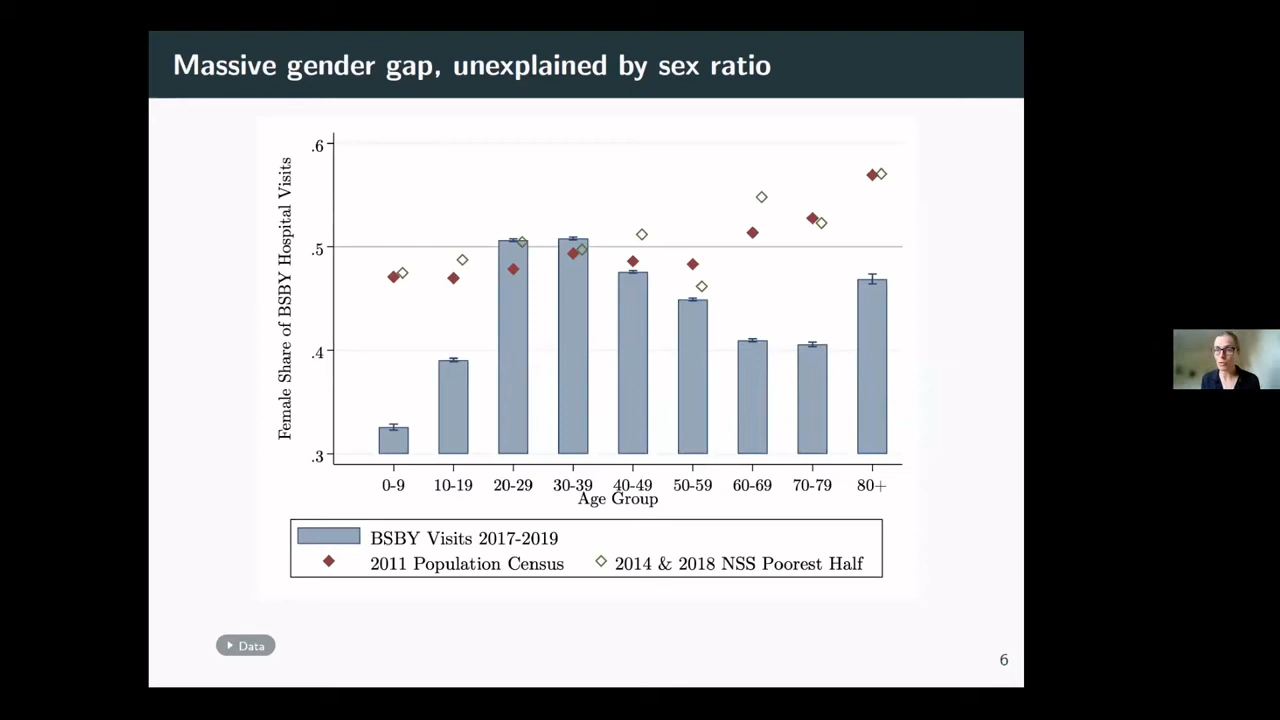 Massive gender gap, unexplained by sex ratio
Female Share of BSBY Hospital Visits
.6
.5
.4
.3
0-9 10-19 20-29 30-39 40-49 50-59 60-69 70-79 80+
Age Group
BSBY Visits 2017-2019
2011 Population Census 2014 & 2018 NSS Poorest Half
Data
6